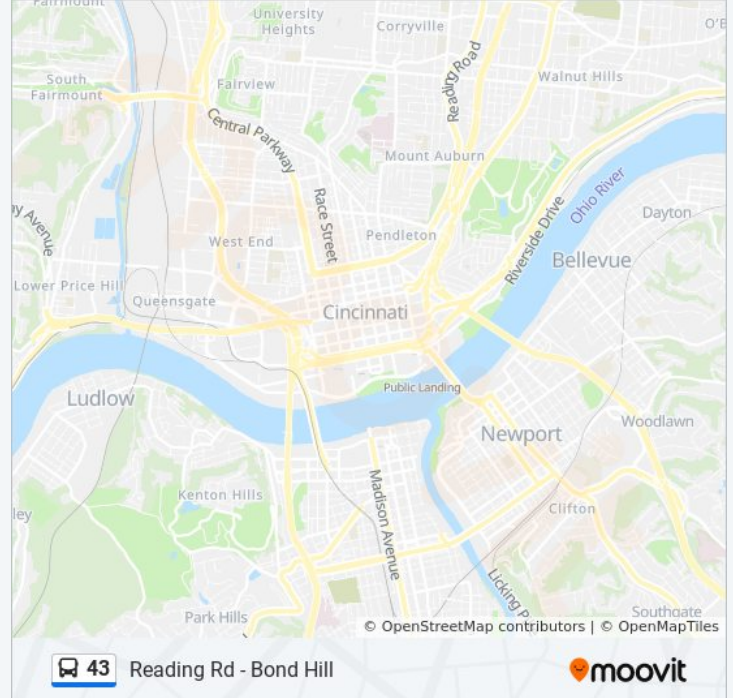 Fairmount
University
Heights
Corryville
O'B
South
Fairmount
Fairview
Reading Road
Walnut Hills
Central Parkway
Mount Auburn
Race Street
Ohio River
Riverside Drive
Dayton
ay Avenue
West End
Pendleton
Bellevue
Lower Price Hill
Queensgate
Cincinnati
Public Landing
Ludlow
Newport
Woodlawn
Madison Avenue
Kenton Hills
Clifton
ley
Licking R
Park Hills
Southgate
© OpenStreetMap contributors | © OpenMapTiles
43 Reading Rd - Bond Hill
moovit